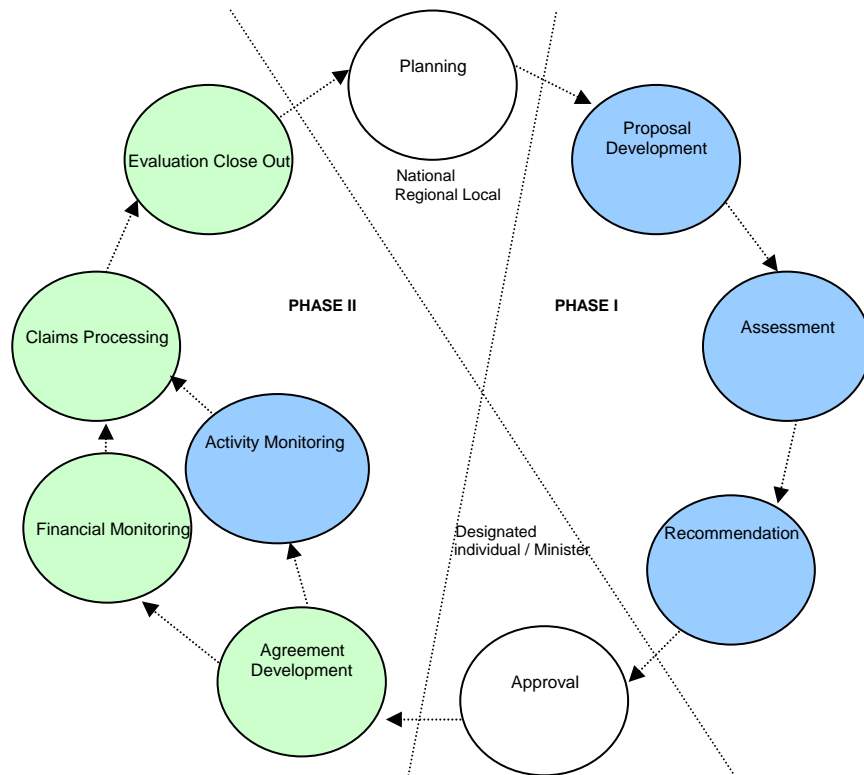 Planning
Proposal
Development
Evaluation Close Out
National
Regional Local
PHASE II
PHASE I
Assessment
Claims Processing
Activity Monitoring
Financial Monitoring
Designated
individual / Minister
Recommendation
Agreement
Development
Approval